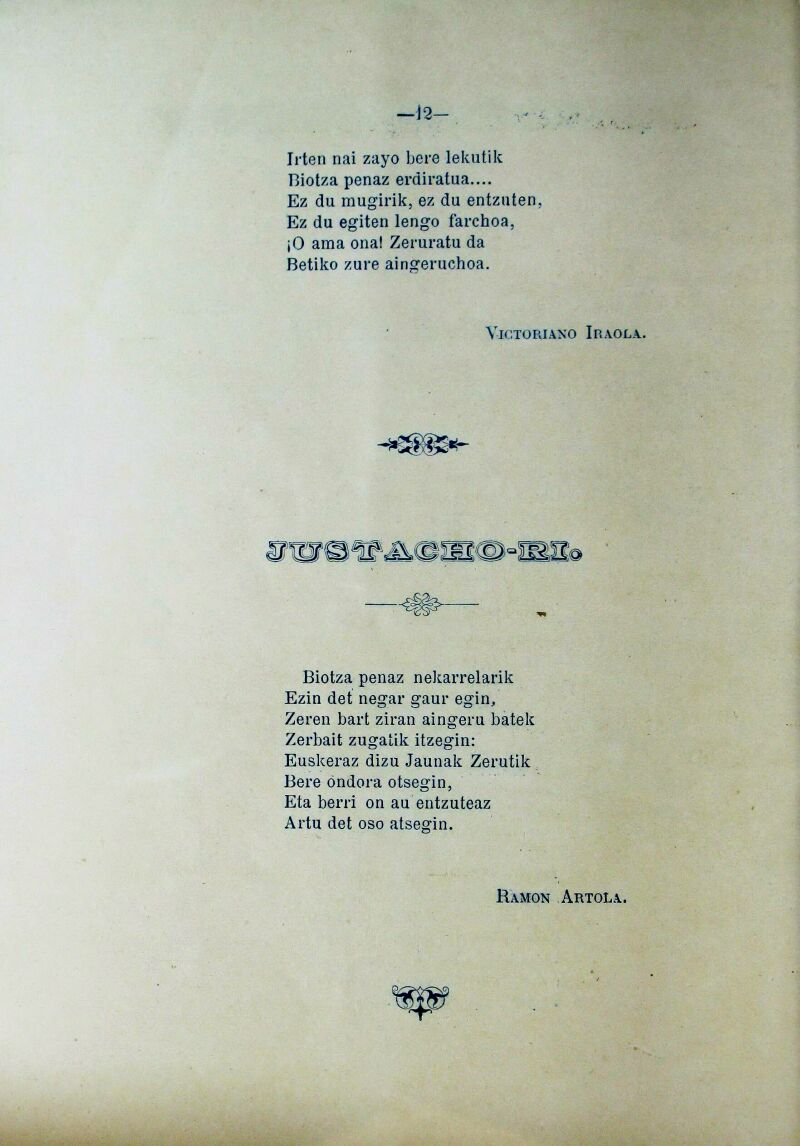 —12—
Irten nai zayo bere lekutik
Biotza penaz erdiratua....
Ez du mugirik, ez du entzuten,
Ez du egiten lengo farchoa,
¡O ama ona! Zeruratu da
Betiko zure aingeruchoa.
VICTORIANO IRAOLA.
JUSTACHO-RI.
Biotza penaz nekarrelarik
Ezin det negar gaur egin,
Zeren bart ziran aingeru batek
Zerbait zugatik itzegin:
Euskeraz dizu Jaunak Zerutik
Bere ondora otsegin,
Eta berri on au entzuteaz
Artu det oso atsegin.
RAMON ARTOLA.